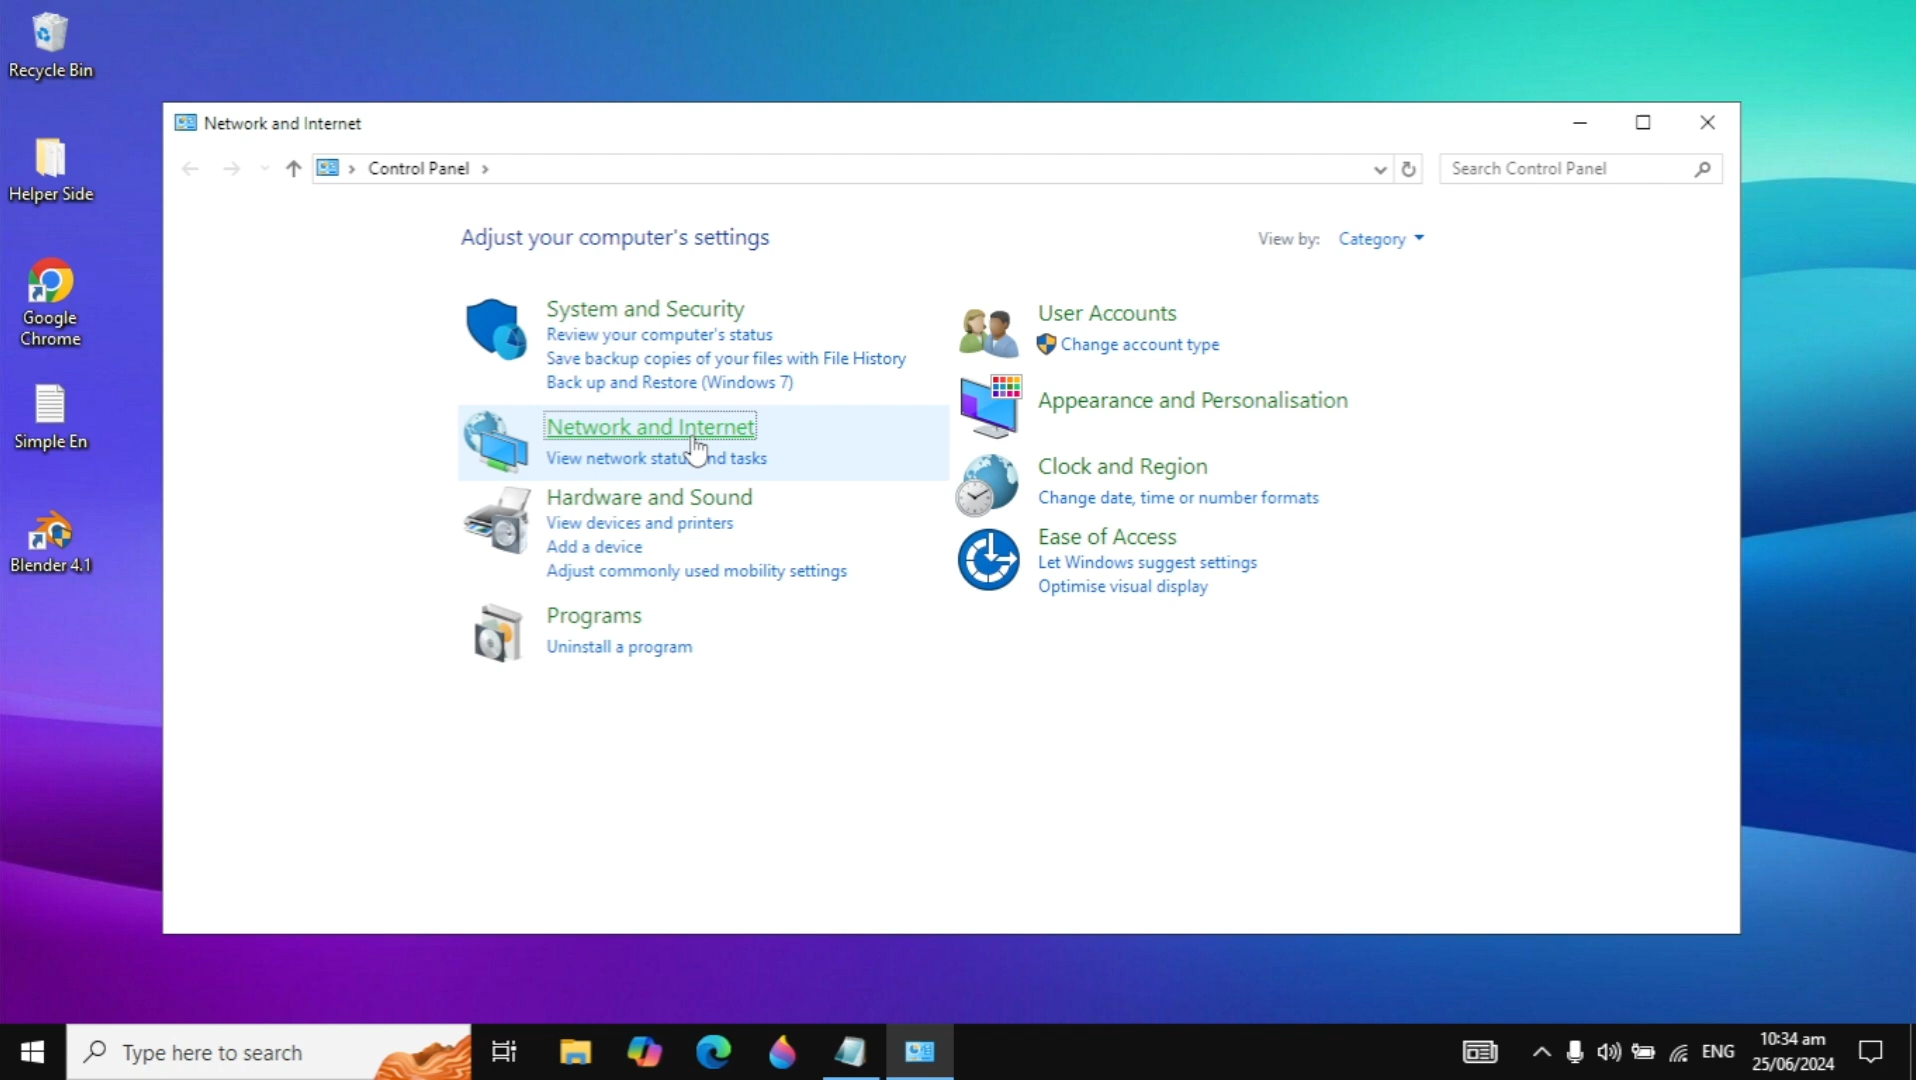 Recycle Bin
Helper Side
Google
Chrome
Simple En
Blender 4.1
Network and Internet
Control Panel
Search Control Panel
Adjust your computer's settings
View by: Category
System and Security
Review your computer's status
Save backup copies of your files with File History
Back up and Restore (Windows 7)
Network and Internet
View network status and tasks
Hardware and Sound
View devices and printers
Add a device
Adjust commonly used mobility settings
Programs
Uninstall a program
User Accounts
Change account type
Appearance and Personalisation
Clock and Region
Change date, time or number formats
Ease of Access
Let Windows suggest settings
Optimise visual display
Type here to search
ENG
10:34 am
25/06/2024